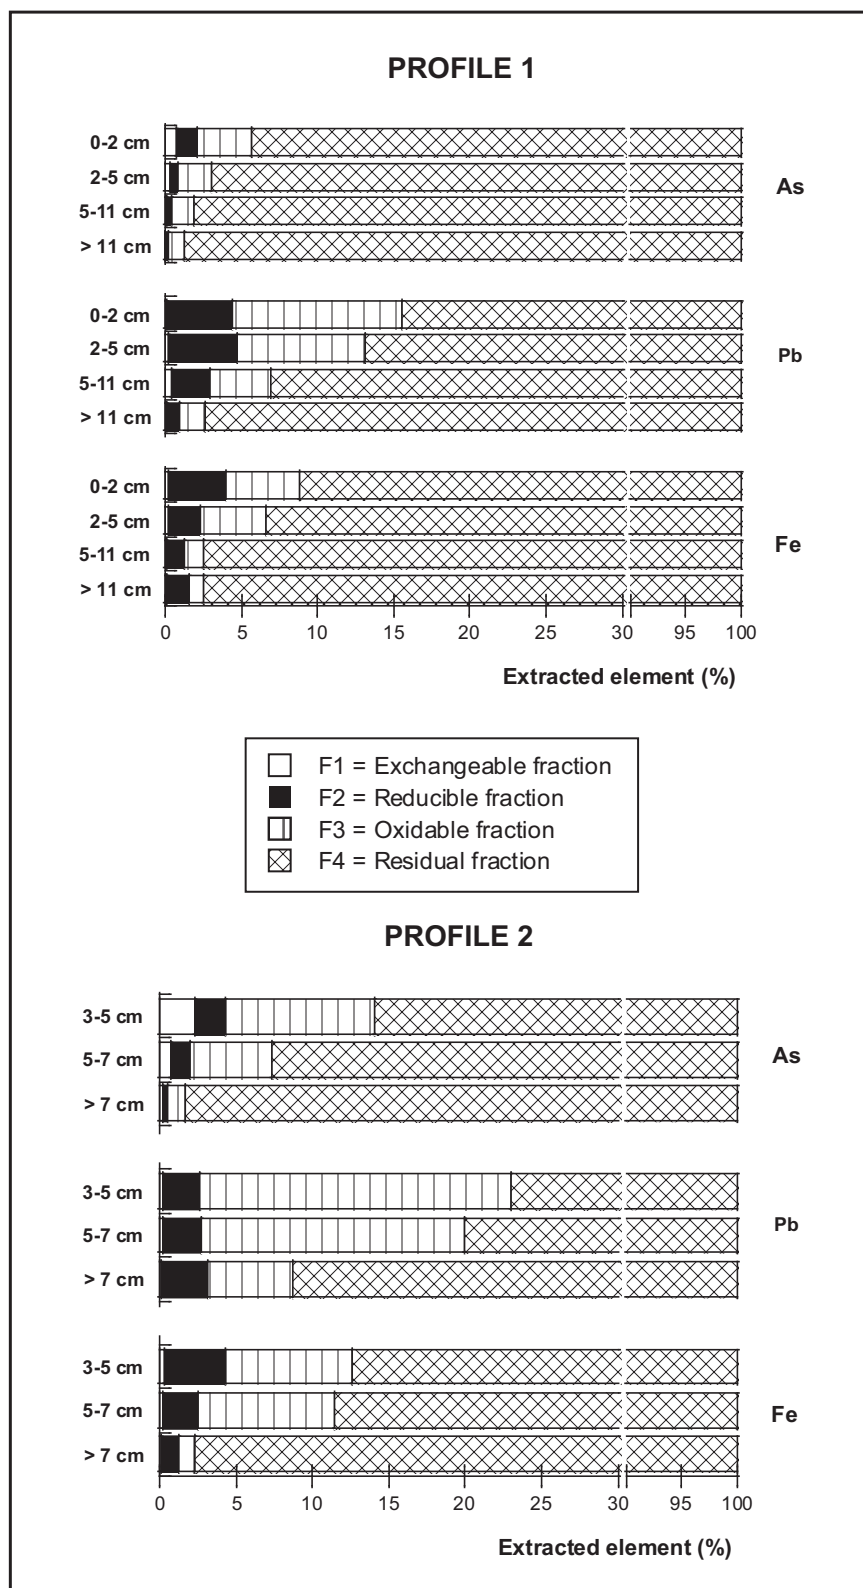 PROFILE 1
0-2 cm
2-5 cm
5-11 cm
> 11 cm
As
0-2 cm
2-5 cm
5-11 cm
> 11 cm
Pb
0-2 cm
2-5 cm
5-11 cm
> 11 cm
Fe
0 5 10 15 20 25 30 95 100
Extracted element (%)
F1 = Exchangeable fraction
F2 = Reducible fraction
F3 = Oxidable fraction
F4 = Residual fraction
PROFILE 2
3-5 cm
5-7 cm
> 7 cm
As
3-5 cm
5-7 cm
> 7 cm
Pb
3-5 cm
5-7 cm
> 7 cm
Fe
0 5 10 15 20 25 30 95 100
Extracted element (%)